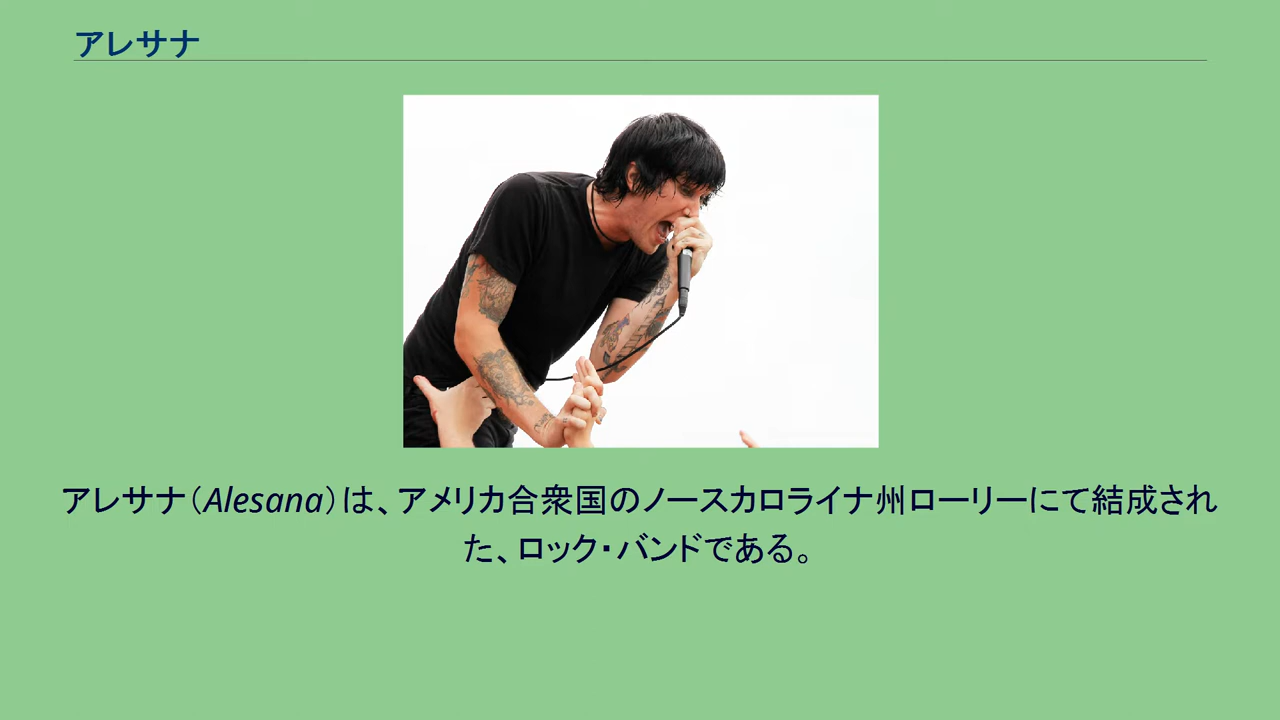 アレサナ
アレサナ（Alesana）は、アメリカ合衆国のノースカロライナ州ローリーにて結成され
た、ロック・バンドである。